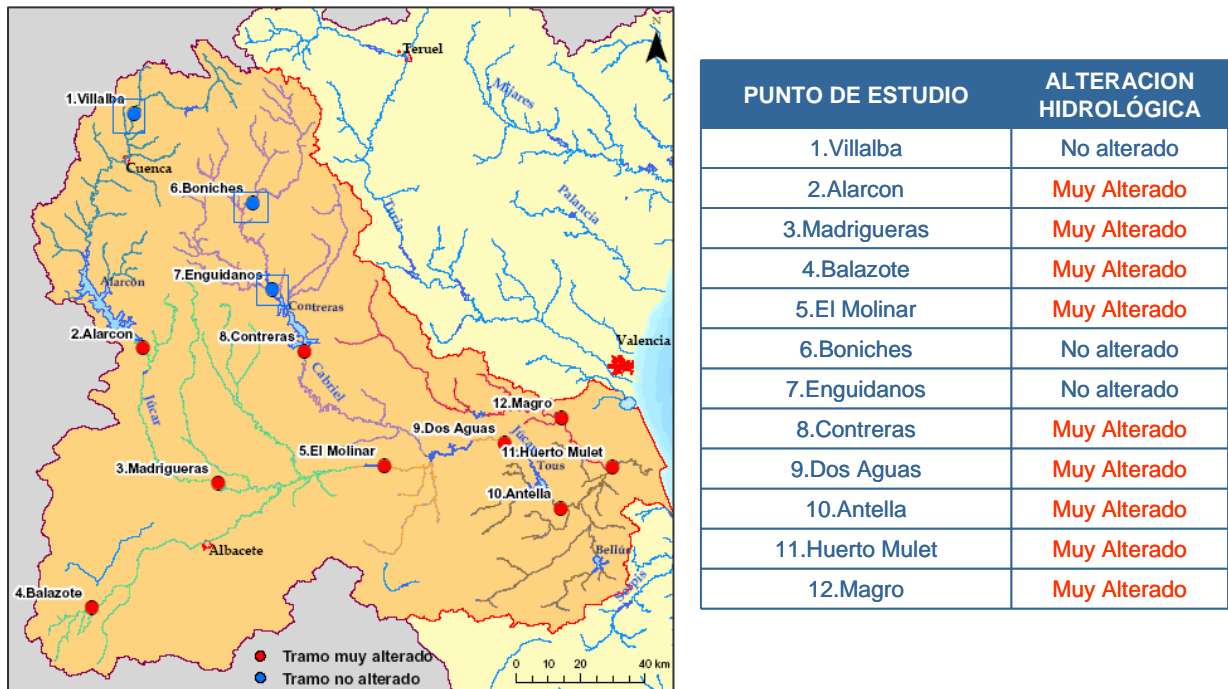 N
Teruel
Mijares
1.Villalba
Cuenca
6.Boniches
Palancia
Turia
7.Enguidanos
Alarcón
Contreras
2.Alarcon
8.Contreras
Valencia
Cabriel
Júcar
12.Magro
9.Dos Aguas
Júcar
5.El Molinar
11.Huerto Mulet
3.Madrigueras
Tous
10.Antella
Albacete
Bellús
Serpis
4.Balazote
Tramo muy alterado
Tramo no alterado
0 10 20 40 km
PUNTO DE ESTUDIO ALTERACION
HIDROLÓGICA
1.Villalba No alterado
2.Alarcon Muy Alterado
3.Madrigueras Muy Alterado
4.Balazote Muy Alterado
5.El Molinar Muy Alterado
6.Boniches No alterado
7.Enguidanos No alterado
8.Contreras Muy Alterado
9.Dos Aguas Muy Alterado
10.Antella Muy Alterado
11.Huerto Mulet Muy Alterado
12.Magro Muy Alterado